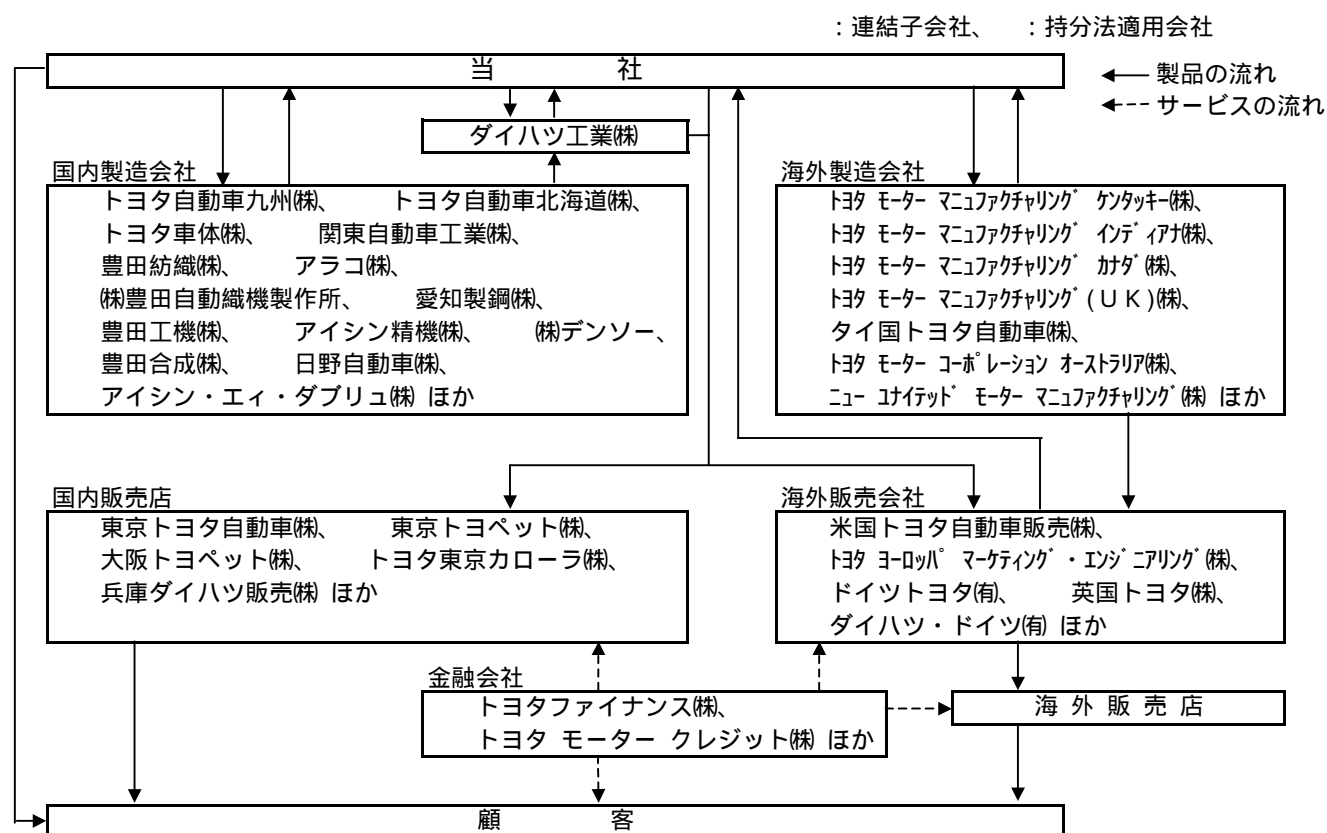 ：連結子会社、　：持分法適用会社
当　　社
製品の流れ
サービスの流れ
ダイハツ工業㈱
国内製造会社
トヨタ自動車九州㈱、　トヨタ自動車北海道㈱、
トヨタ車体㈱、　関東自動車工業㈱、
豊田紡織㈱、　アラコ㈱、
㈱豊田自動織機製作所、　愛知製鋼㈱、
豊田工機㈱、　アイシン精機㈱、　㈱デンソー、
豊田合成㈱、　日野自動車㈱、
アイシン・エィ・ダブリュ㈱ ほか
海外製造会社
ﾄﾖﾀ ﾓｰﾀｰ ﾏﾆｭﾌｧｸﾁｬﾘﾝｸﾞ ｹﾝﾀｯｷｰ㈱、
ﾄﾖﾀ ﾓｰﾀｰ ﾏﾆｭﾌｧｸﾁｬﾘﾝｸﾞ ｲﾝﾃﾞｨｱﾅ㈱、
ﾄﾖﾀ ﾓｰﾀｰ ﾏﾆｭﾌｧｸﾁｬﾘﾝｸﾞ ｶﾅﾀﾞ㈱、
ﾄﾖﾀ ﾓｰﾀｰ ﾏﾆｭﾌｧｸﾁｬﾘﾝｸﾞ(ＵＫ)㈱、
タイ国トヨタ自動車㈱、
ﾄﾖﾀ ﾓｰﾀｰ ｺｰﾎﾟﾚｰｼｮﾝ ｵｰｽﾄﾗﾘｱ㈱、
ﾆｭｰ ﾕﾅｲﾃｯﾄﾞ ﾓｰﾀｰ ﾏﾆｭﾌｧｸﾁｬﾘﾝｸﾞ㈱ ほか
国内販売店
東京トヨタ自動車㈱、　東京トヨペット㈱、
大阪トヨペット㈱、　トヨタ東京カローラ㈱、
兵庫ダイハツ販売㈱ ほか
海外販売会社
米国トヨタ自動車販売㈱、
ﾄﾖﾀ ﾖｰﾛｯﾊﾟ ﾏｰｹﾃｨﾝｸﾞ・ｴﾝｼﾞﾆｱﾘﾝｸﾞ㈱、
ドイツトヨタ㈲、　英国トヨタ㈱、
ダイハツ・ドイツ㈲ ほか
金融会社
トヨタファイナンス㈱、
トヨタ モーター クレジット㈱ ほか
海 外 販 売 店
顧　　客